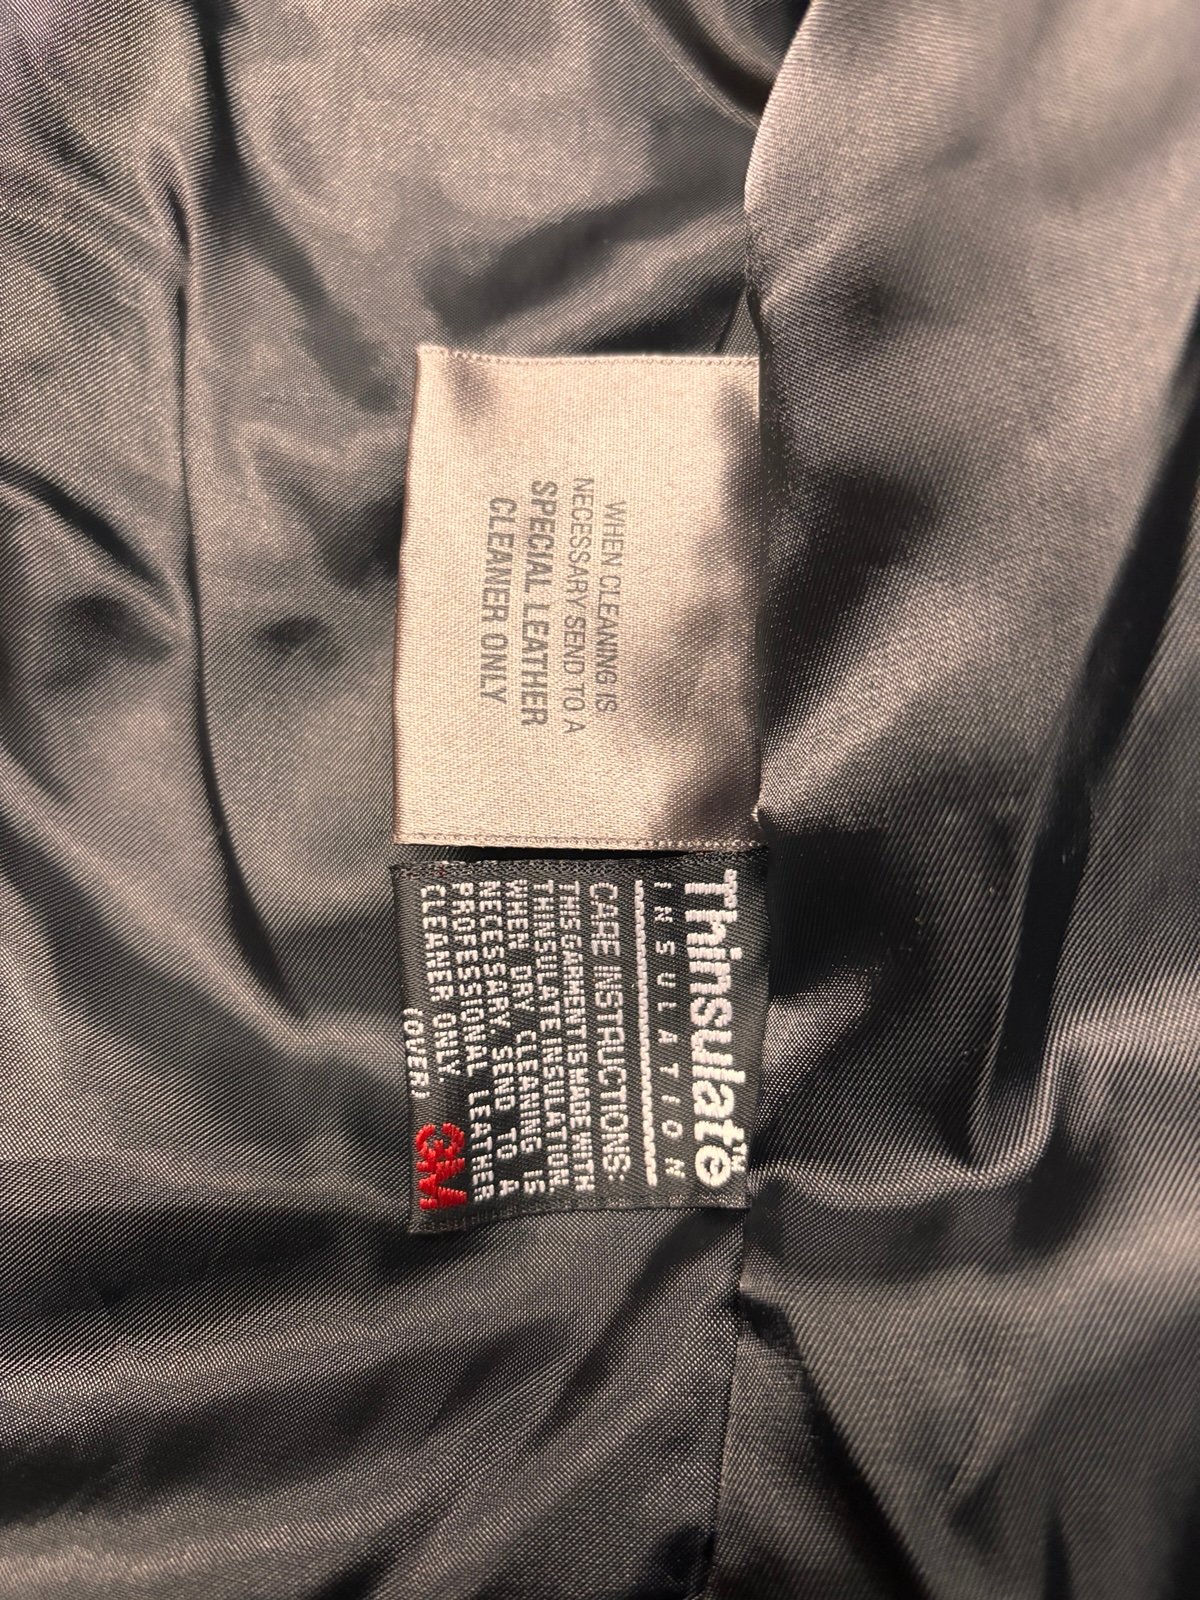 WHEN CLEANING IS
NECESSARY SEND TO A
SPECIAL LEATHER
CLEANER ONLY
Thinsulate™
INSULATION
CARE INSTRUCTIONS:
THIS GARMENT IS MADE WITH
THINSULATE INSULATION:
WHEN DRY CLEANING IS
NECESSARY, SEND TO A
PROFESSIONAL LEATHER
CLEANER ONLY.
(OVER)
3M